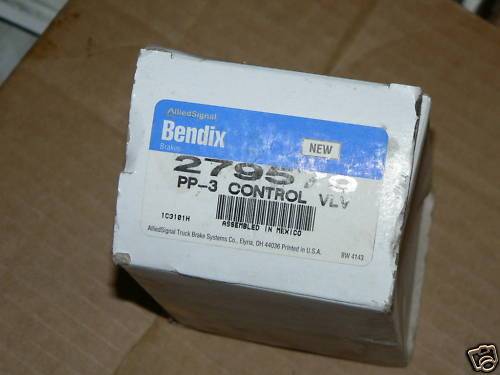 AlliedSignal
Bendix
Brakes
NEW
279579
PP-3 CONTROL VLV
1C3101H
ASSEMBLED IN MEXICO
AlliedSignal Truck Brake Systems Co., Elyria, OH 44036 Printed in U.S.A.
BW 4143